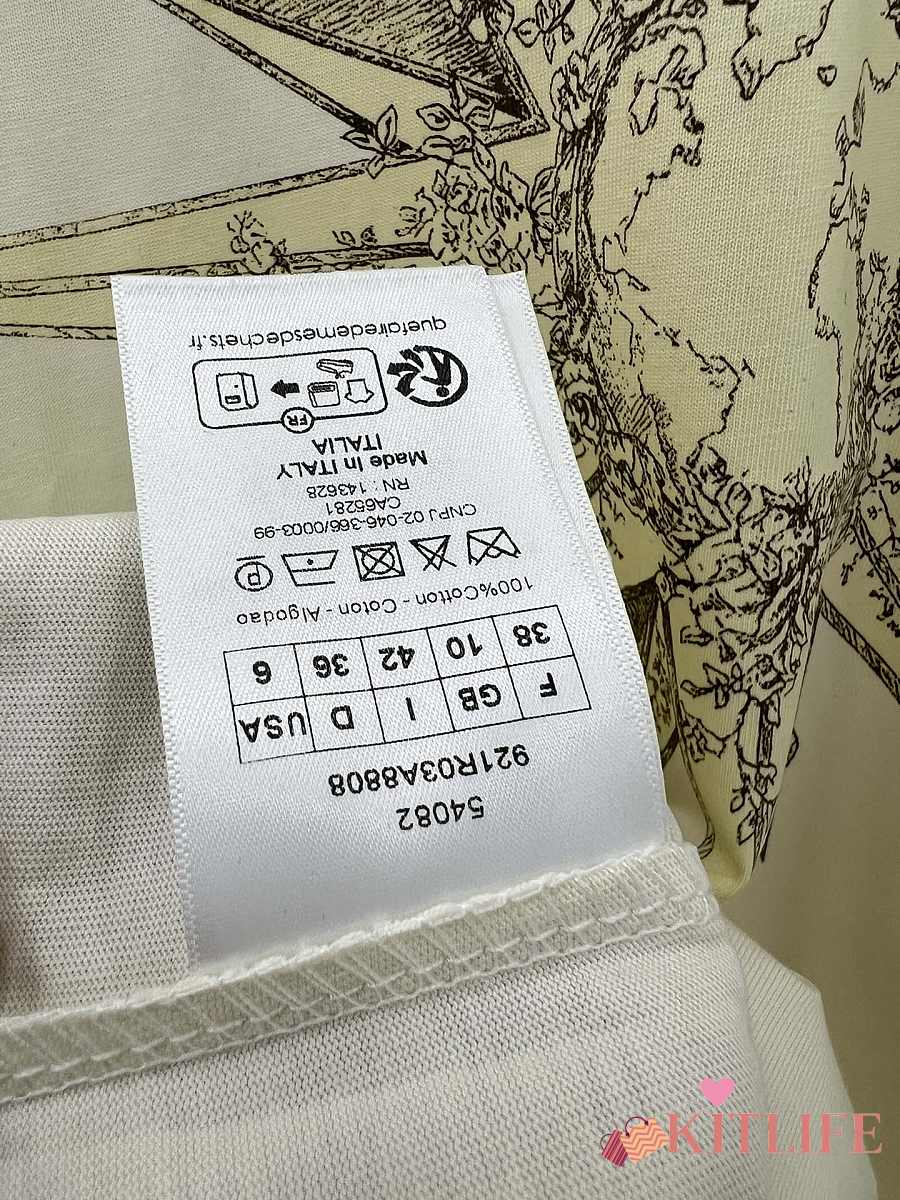 54082
921R03A8808
F GB I D USA
38 10 42 36 6
100%Cotton - Coton - Algodao
CNPJ 02-046-366/0003-99
CA65281
RN : 143628
Made In ITALY
ITALIA
FR
quefairedemesdechets.fr
KITLIFE